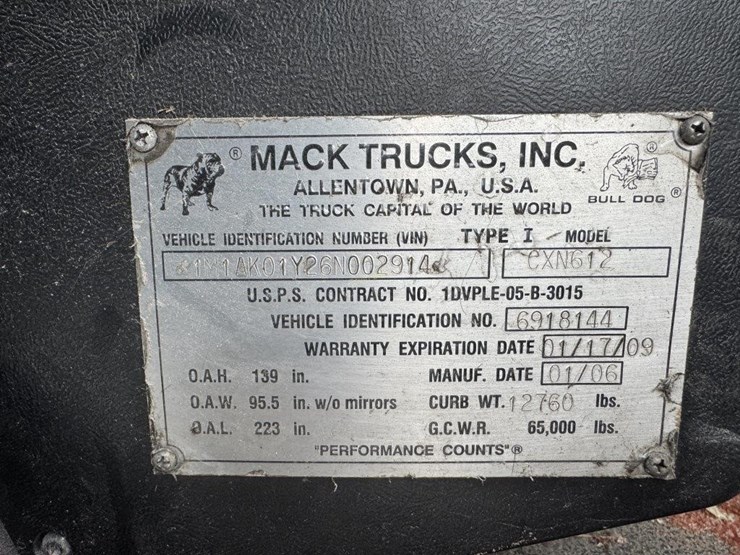 ® MACK TRUCKS, INC. ®
ALLENTOWN, PA., U.S.A.
BULL DOG ®
THE TRUCK CAPITAL OF THE WORLD
VEHICLE IDENTIFICATION NUMBER (VIN) TYPE I MODEL
CXN612
U.S.P.S. CONTRACT NO. 1DVPLE-05-B-3015
VEHICLE IDENTIFICATION NO. 6918144
WARRANTY EXPIRATION DATE 01/17/09
O.A.H. 139 in. MANUF. DATE 01/06
O.A.W. 95.5 in. w/o mirrors CURB WT. 12760 lbs.
O.A.L. 223 in. G.C.W.R. 65,000 lbs.
"PERFORMANCE COUNTS"®